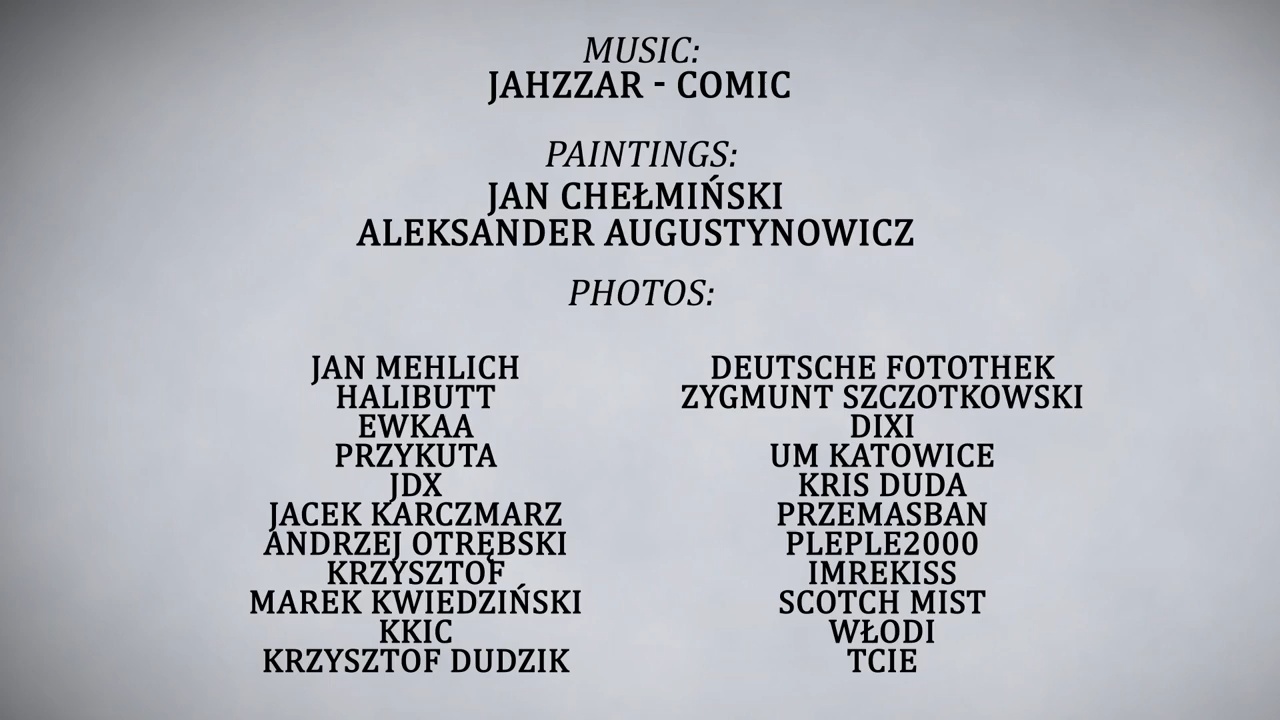 MUSIC:
JAHZZAR - COMIC
PAINTINGS:
JAN CHEŁMIŃSKI
ALEKSANDER AUGUSTYNOWICZ
PHOTOS:
JAN MEHLICH
HALIBUTT
EWKAA
PRZYKUTA
JDX
JACEK KARCZMARZ
ANDRZEJ OTRĘBSKI
KRZYSZTOF
MAREK KWIEDZIŃSKI
KKIC
KRZYSZTOF DUDZIK
DEUTSCHE FOTOTHEK
ZYGMUNT SZCZOTKOWSKI
DIXI
UM KATOWICE
KRIS DUDA
PRZEMASBAN
PLEPLE2000
IMREKISS
SCOTCH MIST
WŁODI
TCIE